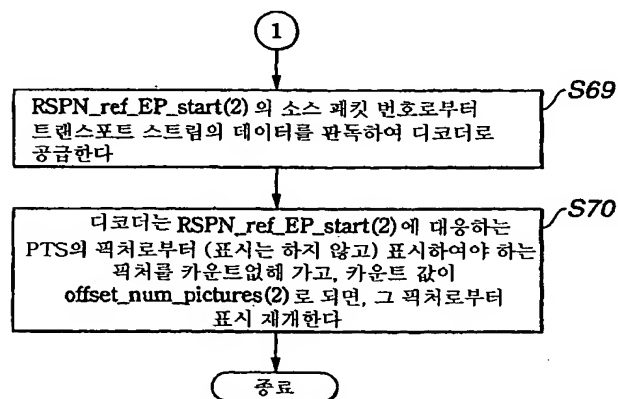 1
RSPN_ref_EP_start(2) 의 소스 패킷 번호로부터
트랜스포트 스트림의 데이터를 판독하여 디코더로
공급한다
S69
디코더는 RSPN_ref_EP_start(2) 에 대응하는
PTS의 픽처로부터 (표시는 하지 않고) 표시하여야 하는
픽처를 카운트업해 가고, 카운트 값이
offset_num_pictures(2) 로 되면, 그 픽처로부터
표시 재개한다
S70
종료